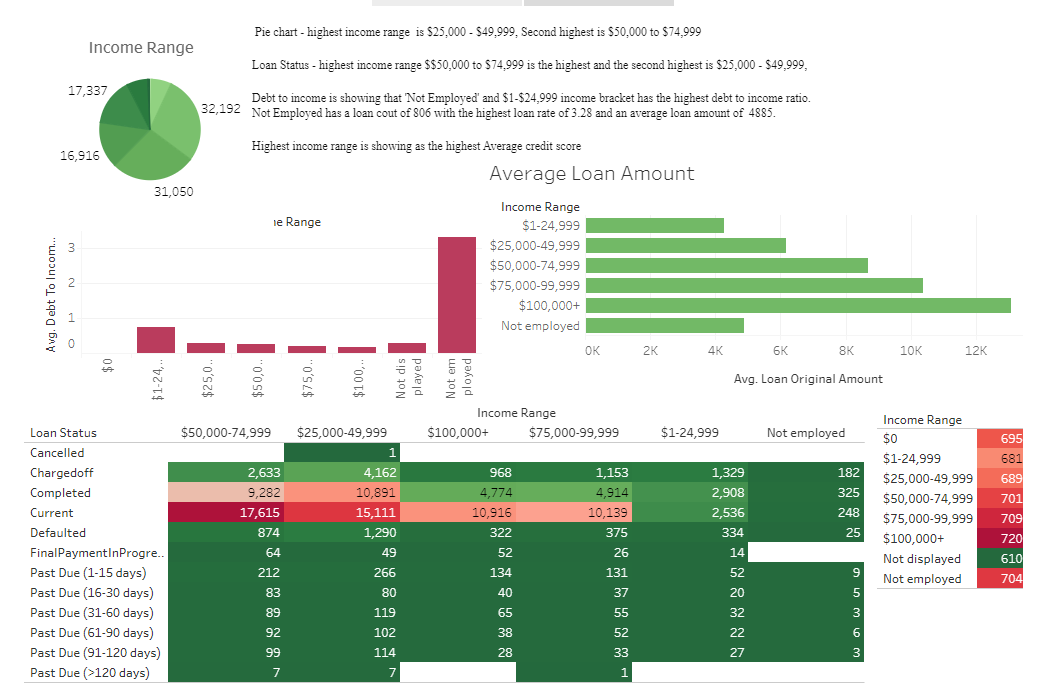 Pie chart - highest income range  is $25,000 - $49,999, Second highest is $50,000 to $74,999
Income Range
Loan Status - highest income range $$50,000 to $74,999 is the highest and the second highest is $25,000 - $49,999,
17,337
32,192
16,916
31,050
Debt to income is showing that 'Not Employed' and $1-$24,999 income bracket has the highest debt to income ratio.
Not Employed has a loan cout of 806 with the highest loan rate of 3.28 and an average loan amount of  4885.
Highest income range is showing as the highest Average credit score
Average Loan Amount
Income Range
$1-24,999
$25,000-49,999
$50,000-74,999
$75,000-99,999
$100,000+
Not employed
0K 2K 4K 6K 8K 10K 12K
Avg. Loan Original Amount
ıe Range
Avg. Debt To Incom...
3
2
1
0
$0
$1-24,..
$25,0..
$50,0..
$75,0..
$100,..
Not dis
played
Not em
ployed
Income Range
Loan Status $50,000-74,999 $25,000-49,999 $100,000+ $75,000-99,999 $1-24,999 Not employed
Cancelled 1
Chargedoff 2,633 4,162 968 1,153 1,329 182
Completed 9,282 10,891 4,774 4,914 2,908 325
Current 17,615 15,111 10,916 10,139 2,536 248
Defaulted 874 1,290 322 375 334 25
FinalPaymentInProgre.. 64 49 52 26 14
Past Due (1-15 days) 212 266 134 131 52 9
Past Due (16-30 days) 83 80 40 37 20 5
Past Due (31-60 days) 89 119 65 55 32 3
Past Due (61-90 days) 92 102 38 52 22 6
Past Due (91-120 days) 99 114 28 33 27 3
Past Due (>120 days) 7 7 1
Income Range
$0 695
$1-24,999 681
$25,000-49,999 689
$50,000-74,999 701
$75,000-99,999 709
$100,000+ 720
Not displayed 610
Not employed 704